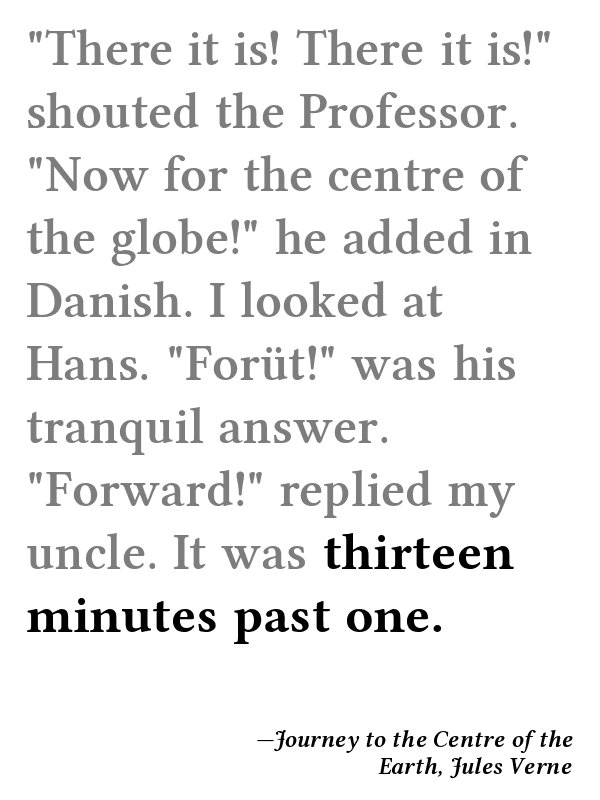 "There it is! There it is!"
shouted the Professor.
"Now for the centre of
the globe!" he added in
Danish. I looked at
Hans. "Forüt!" was his
tranquil answer.
"Forward!" replied my
uncle. It was thirteen
minutes past one.
—Journey to the Centre of the
Earth, Jules Verne